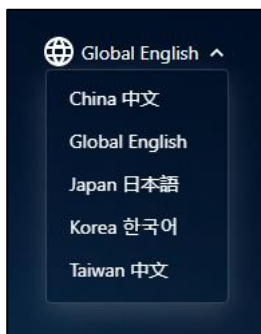 Global English
China 中文
Global English
Japan 日本語
Korea 한국어
Taiwan 中文